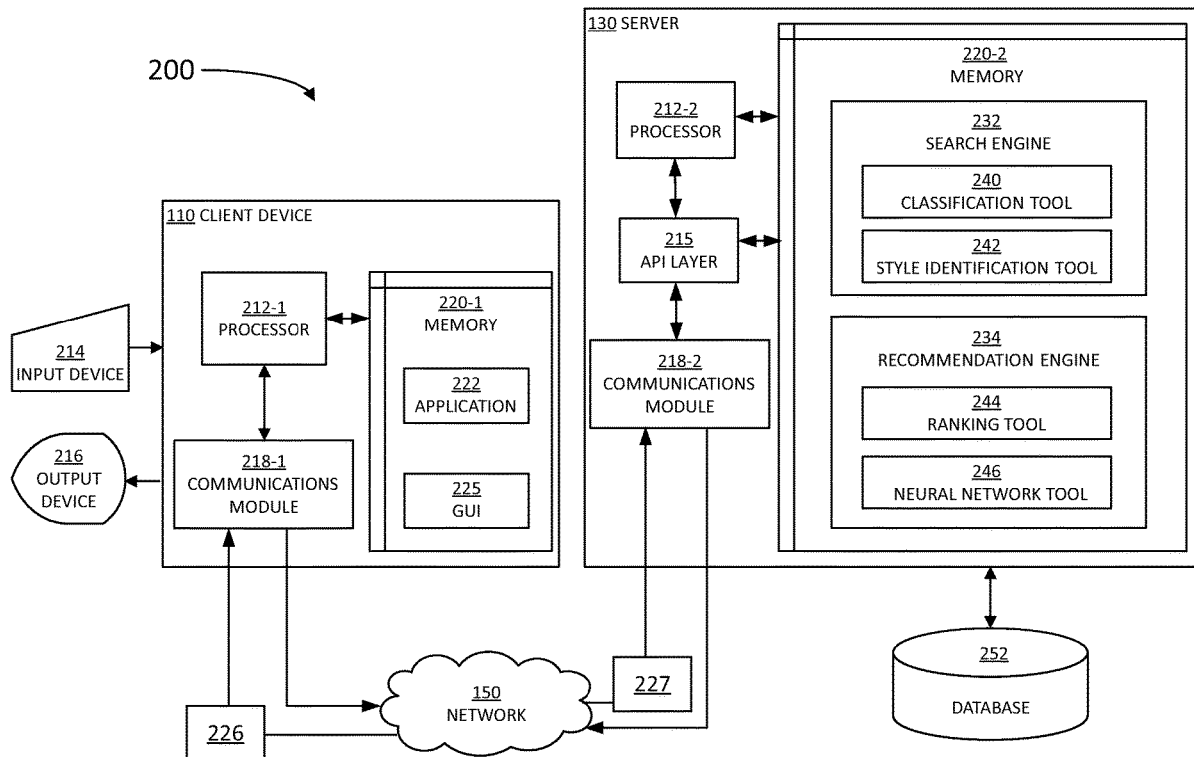 200
110 CLIENT DEVICE
212-1
PROCESSOR
220-1
MEMORY
222
APPLICATION
225
GUI
218-1
COMMUNICATIONS
MODULE
214
INPUT DEVICE
216
OUTPUT
DEVICE
130 SERVER
212-2
PROCESSOR
215
API LAYER
218-2
COMMUNICATIONS
MODULE
220-2
MEMORY
232
SEARCH ENGINE
240
CLASSIFICATION TOOL
242
STYLE IDENTIFICATION TOOL
234
RECOMMENDATION ENGINE
244
RANKING TOOL
246
NEURAL NETWORK TOOL
226
150
NETWORK
227
252
DATABASE